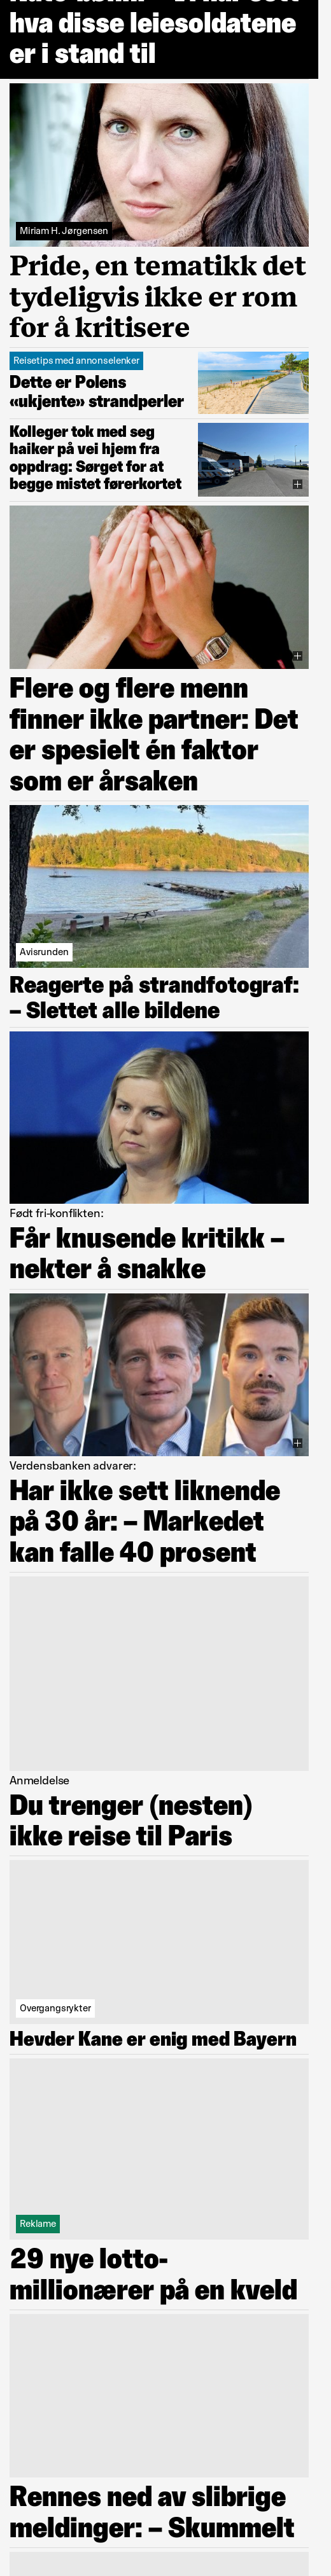 hva disse leiesoldatene
er i stand til
Miriam H. Jørgensen
Pride, en tematikk det
tydeligvis ikke er rom
for å kritisere
Reisetips med annonselenker
Dette er Polens
«ukjente» strandperler
Kolleger tok med seg
haiker på vei hjem fra
oppdrag: Sørget for at
begge mistet førerkortet
Flere og flere menn
finner ikke partner: Det
er spesielt én faktor
som er årsaken
Avisrunden
Reagerte på strandfotograf:
– Slettet alle bildene
Født fri-konflikten:
Får knusende kritikk –
nekter å snakke
Verdensbanken advarer:
Har ikke sett liknende
på 30 år: – Markedet
kan falle 40 prosent
Anmeldelse
Du trenger (nesten)
ikke reise til Paris
Overgangsrykter
Hevder Kane er enig med Bayern
Reklame
29 nye lotto-
millionærer på en kveld
Rennes ned av slibrige
meldinger: – Skummelt